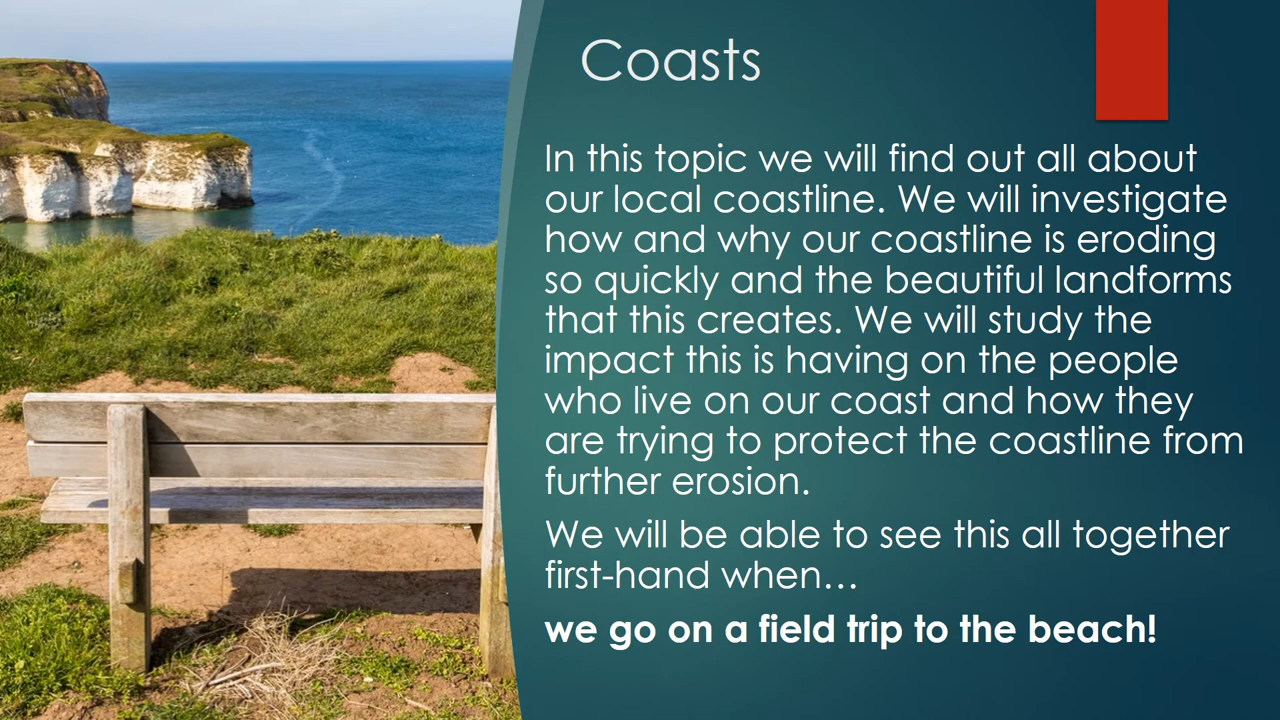 Coasts
In this topic we will find out all about
our local coastline. We will investigate
how and why our coastline is eroding
so quickly and the beautiful landforms
that this creates. We will study the
impact this is having on the people
who live on our coast and how they
are trying to protect the coastline from
further erosion.
We will be able to see this all together
first-hand when…
we go on a field trip to the beach!